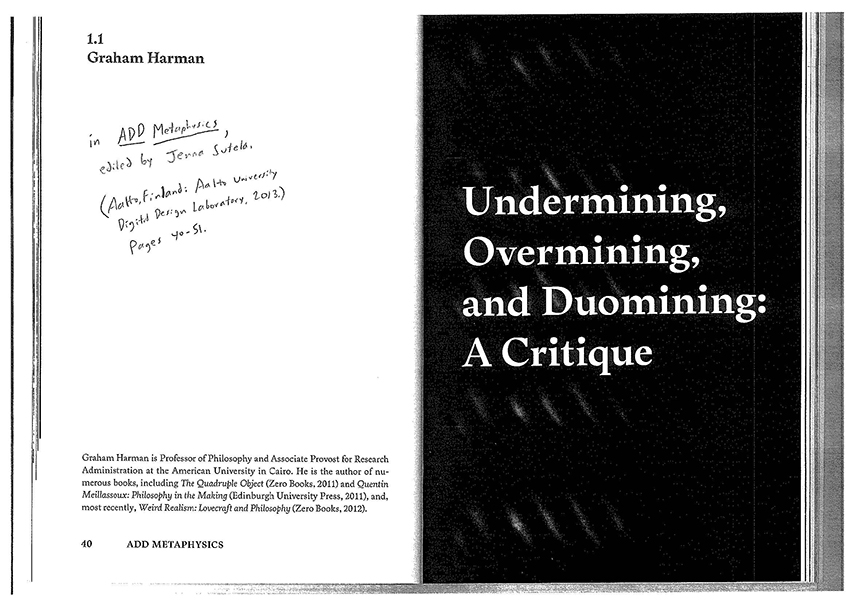 1.1
Graham Harman
in ADD Metaphysics,
edited by Jenna Sutela.
(Aalto, Finland: Aalto University
Digital Design Laboratory, 2013.)
Pages 40-51.
Graham Harman is Professor of Philosophy and Associate Provost for Research
Administration at the American University in Cairo. He is the author of nu-
merous books, including The Quadruple Object (Zero Books, 2011) and Quentin
Meillassoux: Philosophy in the Making (Edinburgh University Press, 2011), and,
most recently, Weird Realism: Lovecraft and Philosophy (Zero Books, 2012).
40 ADD METAPHYSICS
Undermining,
Overmining,
and Duomining:
A Critique